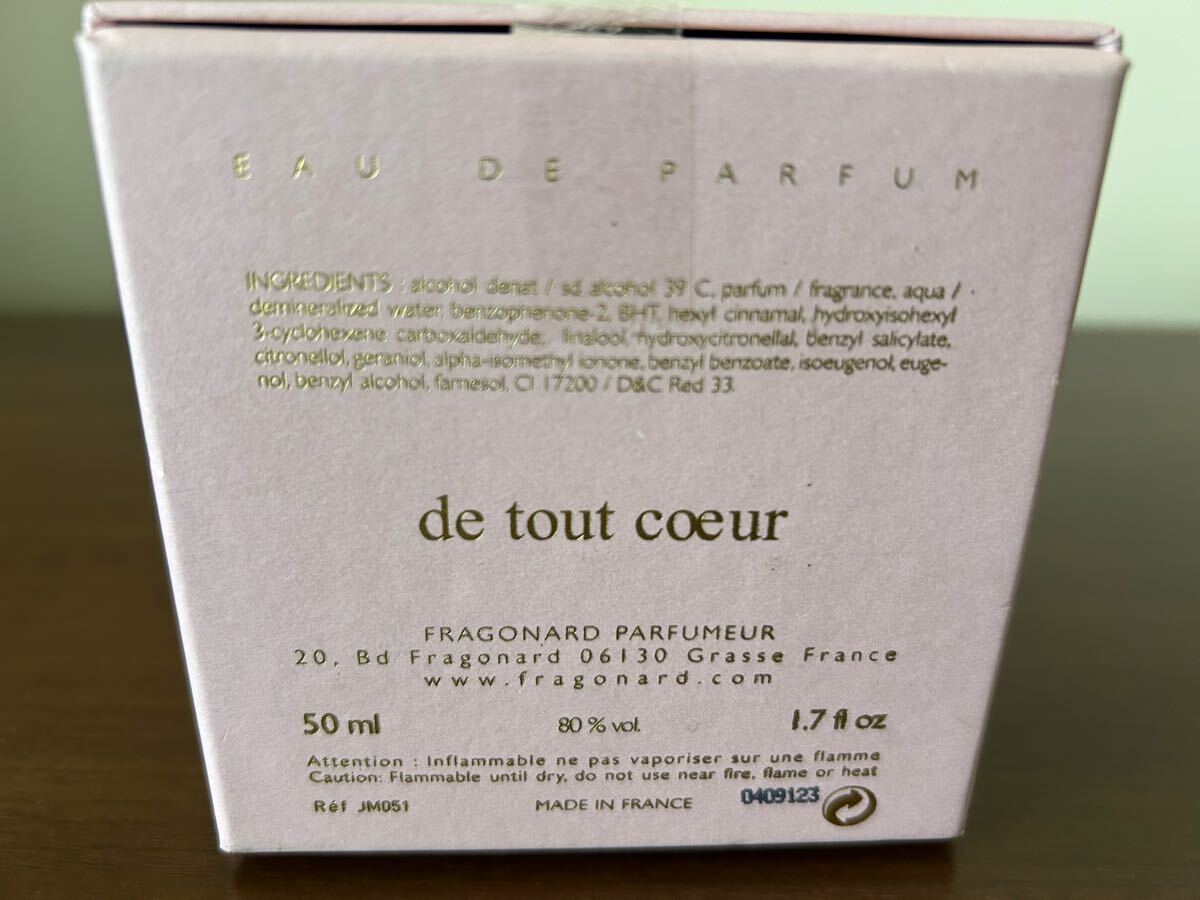 EAU DE PARFUM
INGREDIENTS : alcohol denat / sd alcohol 39 C, parfum / fragrance, aqua /
demineralized water, benzophenone-2, BHT, hexyl cinnamal, hydroxyisohexyl
3-cyclohexene carboxaldehyde, linalool, hydroxycitronellal, benzyl salicylate,
citronellol, geraniol, alpha-isomethyl ionone, benzyl benzoate, isoeugenol, euge-
nol, benzyl alcohol, farnesol, CI 17200 / D&C Red 33.
de tout cœur
FRAGONARD PARFUMEUR
20, Bd Fragonard 06130 Grasse France
www.fragonard.com
50 ml 80 % vol. 1.7 fl oz
Attention : Inflammable ne pas vaporiser sur une flamme
Caution: Flammable until dry, do not use near fire, flame or heat
Réf JM051 MADE IN FRANCE 0409123